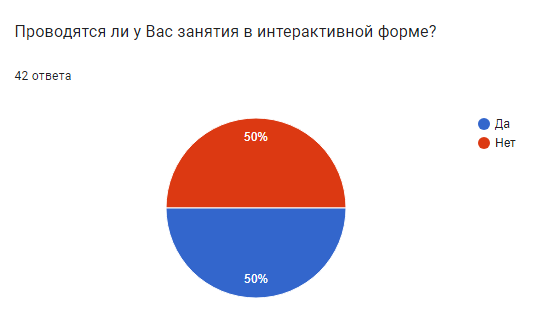 Проводятся ли у Вас занятия в интерактивной форме?
42 ответа
Да
Нет
50%
50%